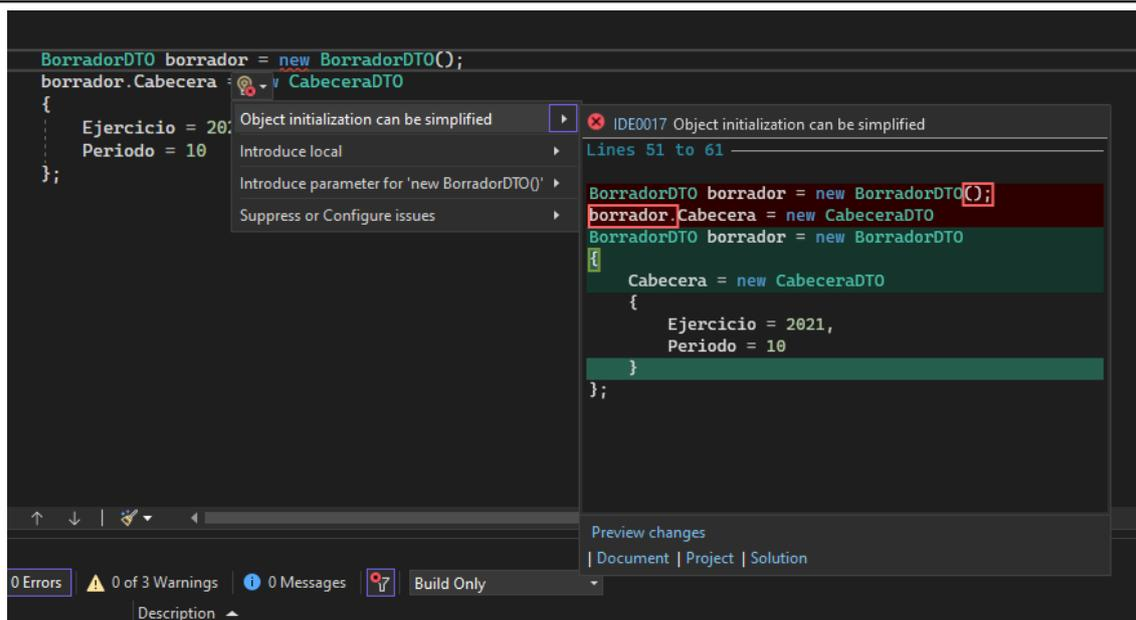 BorradorDTO borrador = new BorradorDTO();
borrador.Cabecera = CabeceraDTO
{
Ejercicio = 202
Periodo = 10
};
Object initialization can be simplified
Introduce local
Introduce parameter for 'new BorradorDTO()'
Suppress or Configure issues
IDE0017 Object initialization can be simplified
Lines 51 to 61
BorradorDTO borrador = new BorradorDTO();
borrador.Cabecera = new CabeceraDTO
BorradorDTO borrador = new BorradorDTO
{
Cabecera = new CabeceraDTO
{
Ejercicio = 2021,
Periodo = 10
}
};
Preview changes
| Document | Project | Solution
0 Errors
0 of 3 Warnings
0 Messages
Build Only
Description